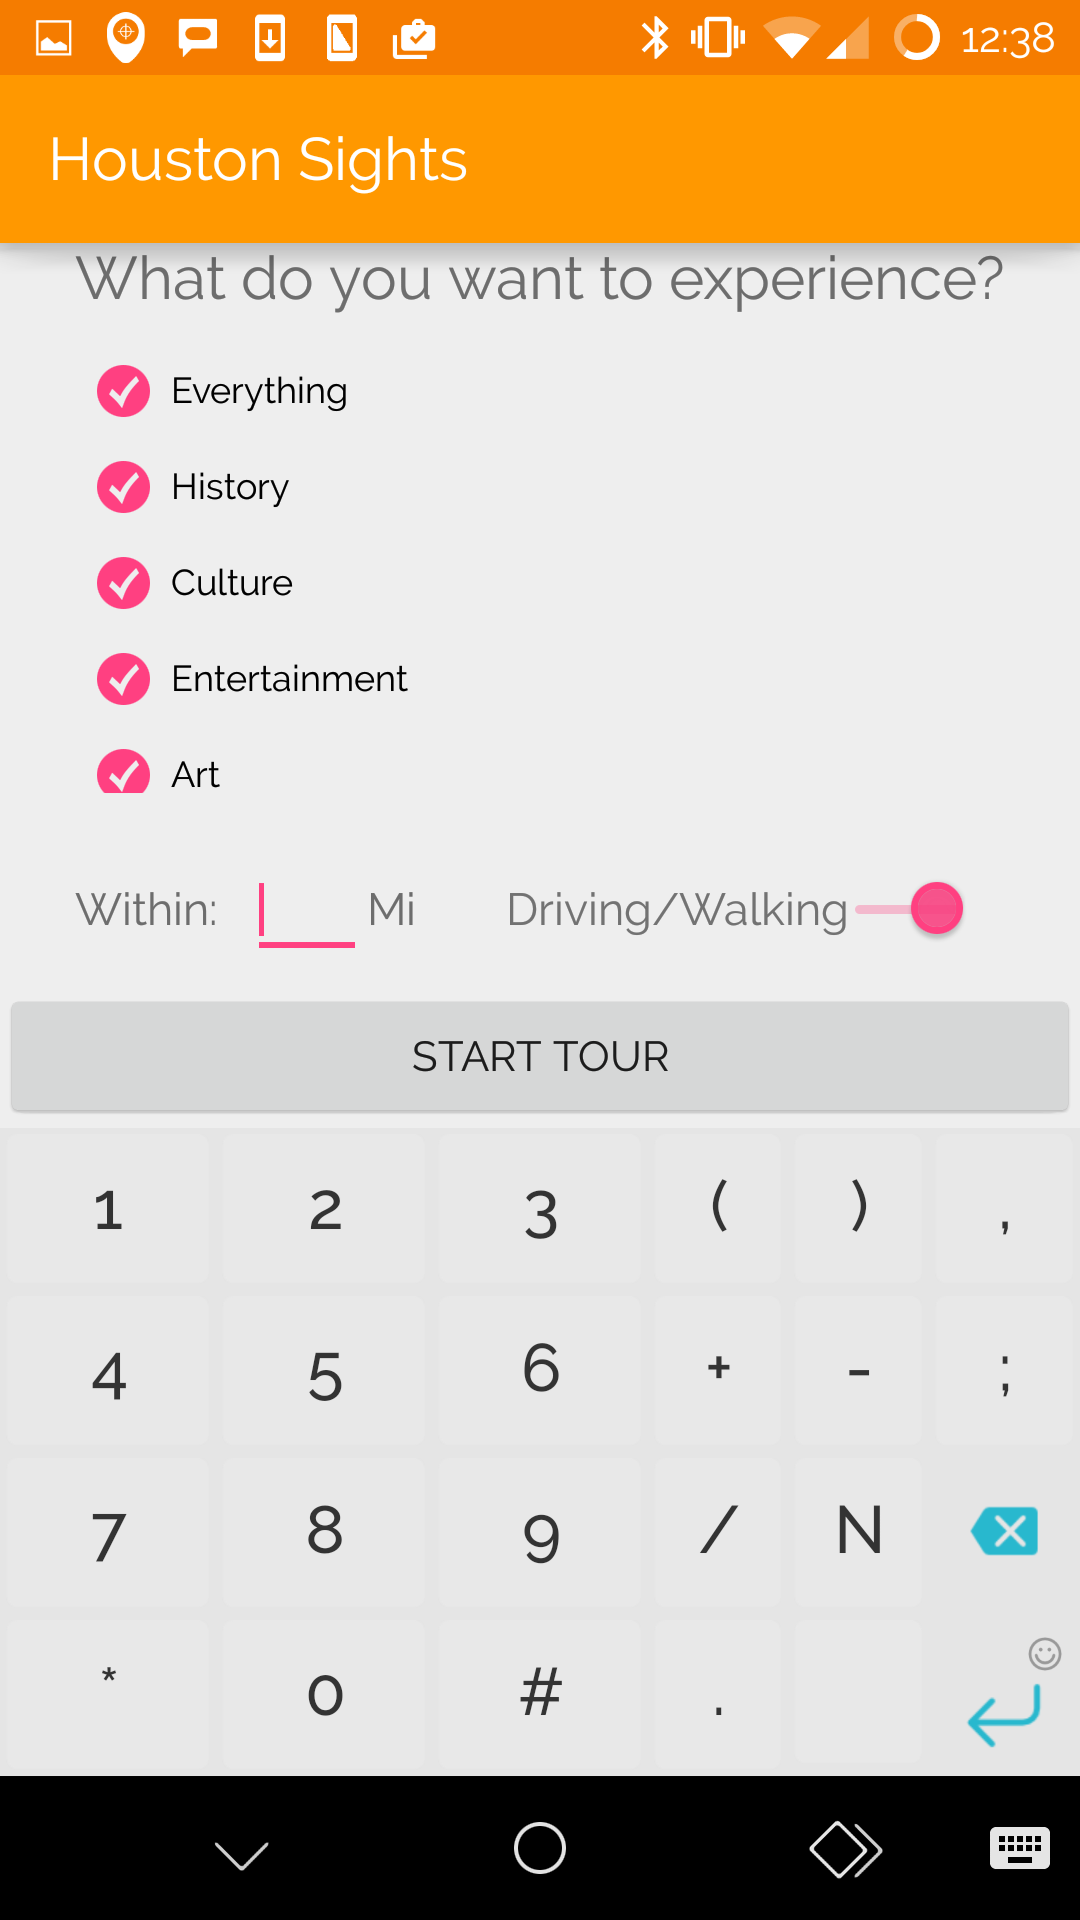 12:38
Houston Sights
What do you want to experience?
Everything
History
Culture
Entertainment
Art
Within: Mi Driving/Walking
START TOUR
1 2 3 ( ) ,
4 5 6 + - ;
7 8 9 / N
* 0 # .